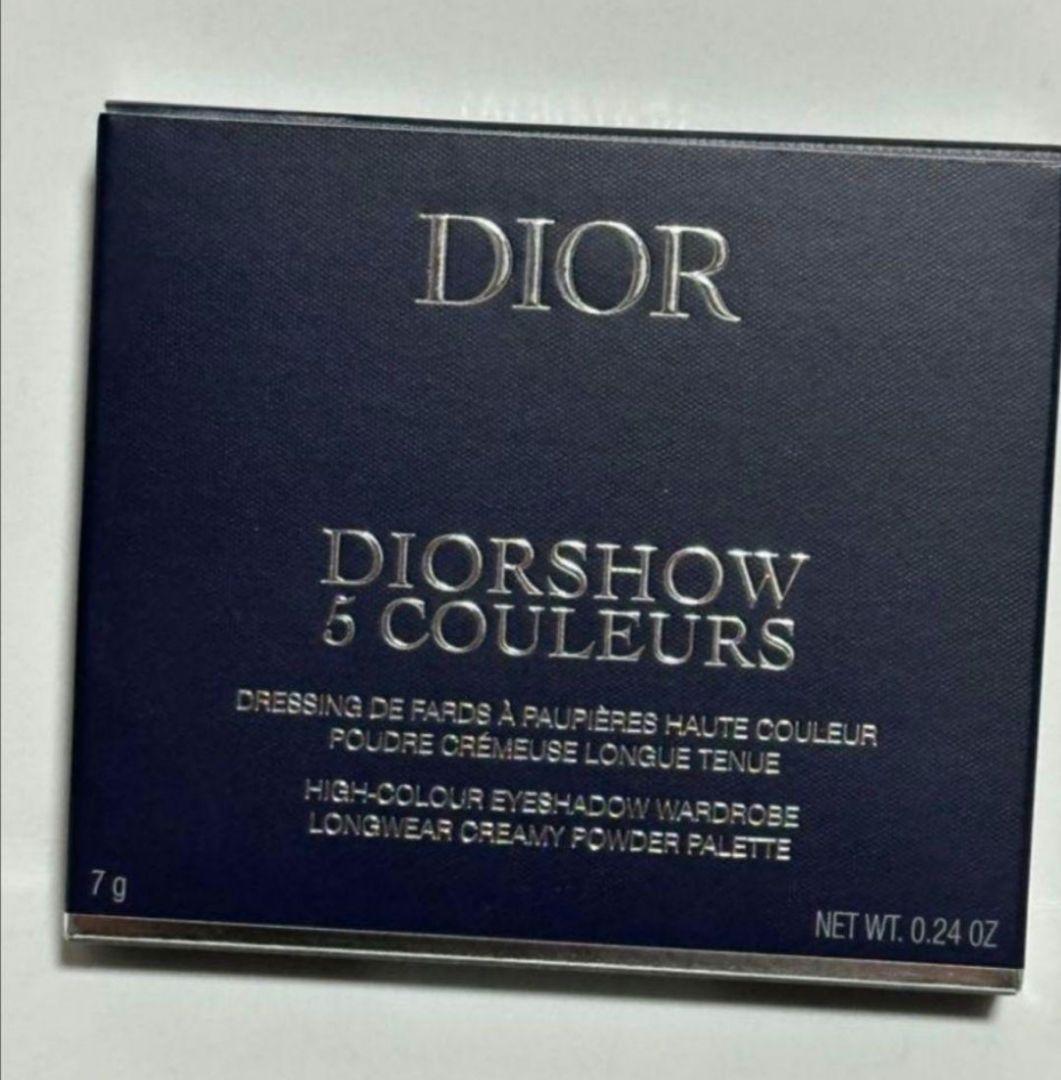 DIOR
DIORSHOW
5 COULEURS
DRESSING DE FARDS À PAUPIÈRES HAUTE COULEUR
POUDRE CRÉMEUSE LONGUE TENUE
HIGH-COLOUR EYESHADOW WARDROBE
LONGWEAR CREAMY POWDER PALETTE
7 g
NET WT. 0.24 OZ